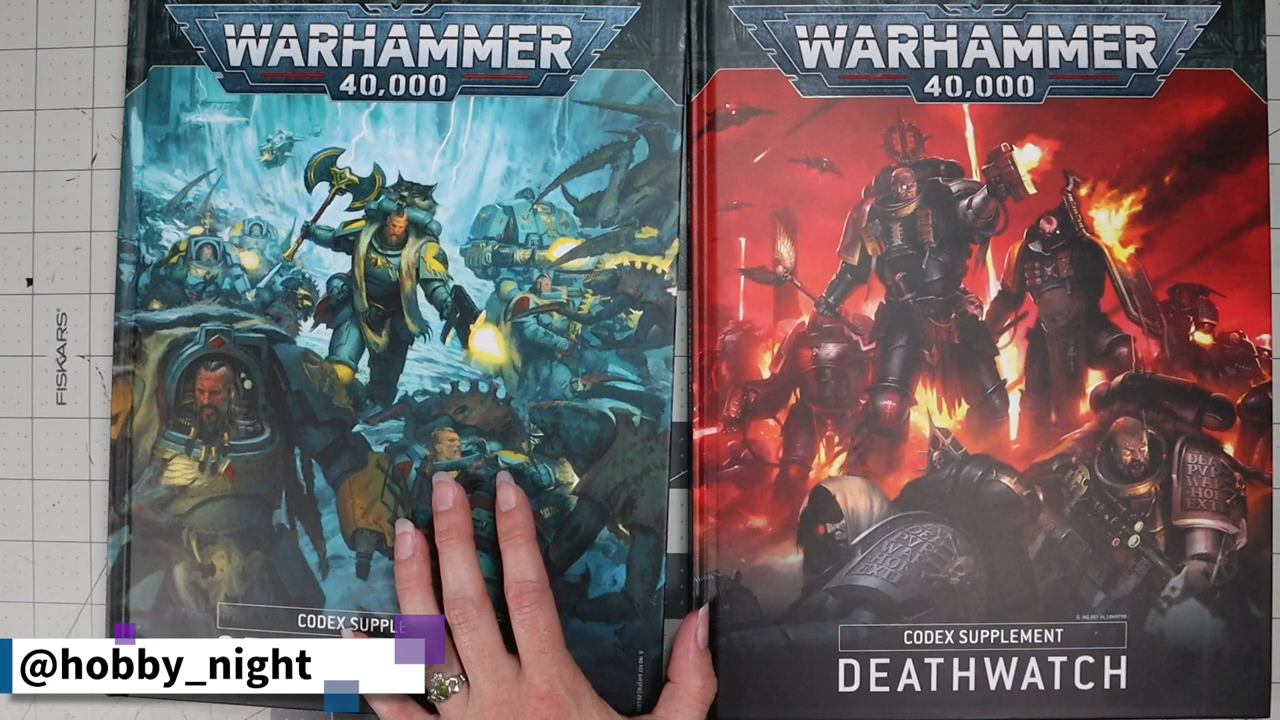 WARHAMMER
40,000
CODEX SUPPLE
@hobby_night
FISKARS
WARHAMMER
40,000
CODEX SUPPLEMENT
DEATHWATCH